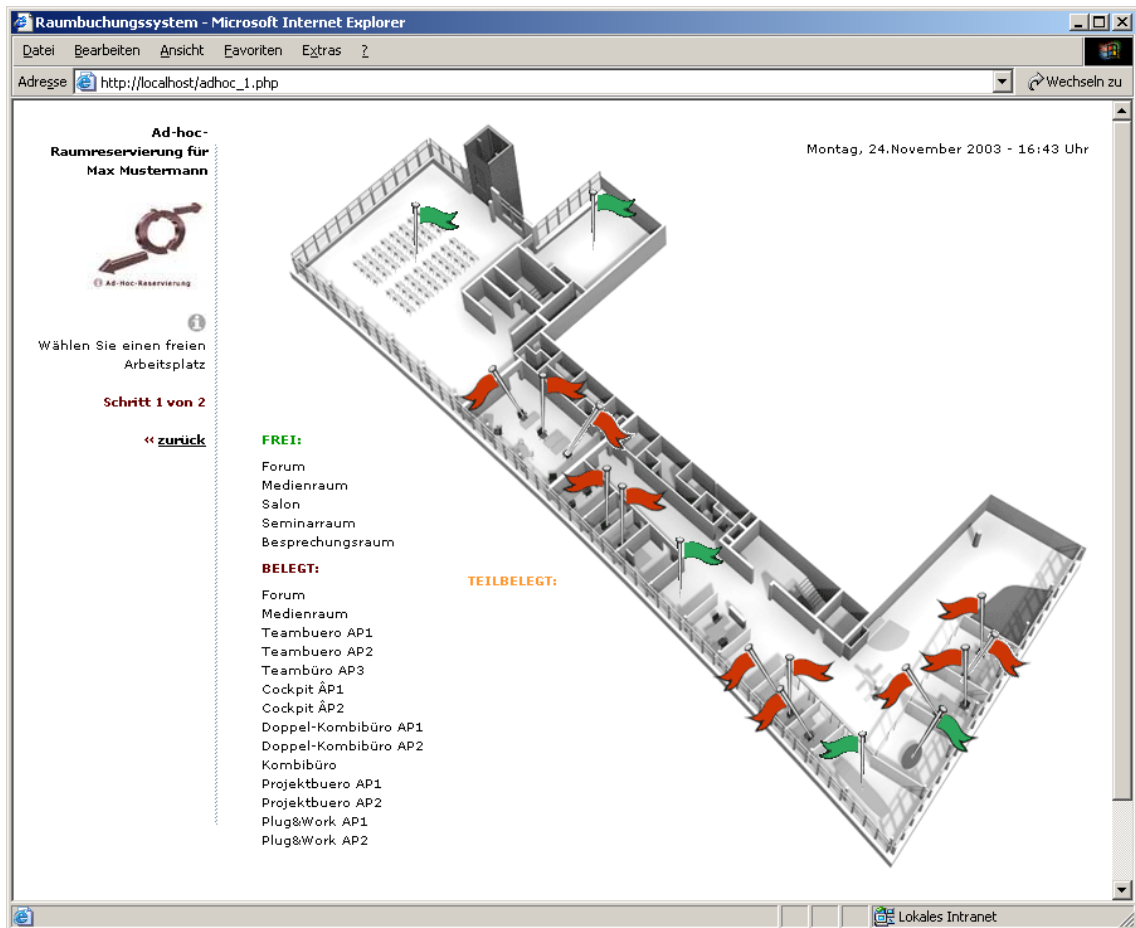 Raumbuchungssystem - Microsoft Internet Explorer
Datei Bearbeiten Ansicht Favoriten Extras ?
Adresse http://localhost/adhoc_1.php Wechseln zu
Ad-hoc-
Raumreservierung für
Max Mustermann
Montag, 24.November 2003 - 16:43 Uhr
Ad-Hoc-Reservierung
Wählen Sie einen freien
Arbeitsplatz
Schritt 1 von 2
« zurück
FREI:
Forum
Medienraum
Salon
Seminarraum
Besprechungsraum
BELEGT:
Forum
Medienraum
Teambuero AP1
Teambuero AP2
Teambüro AP3
Cockpit ÂP1
Cockpit ÂP2
Doppel-Kombibüro AP1
Doppel-Kombibüro AP2
Kombibüro
Projektbuero AP1
Projektbuero AP2
Plug&Work AP1
Plug&Work AP2
TEILBELEGT:
Lokales Intranet